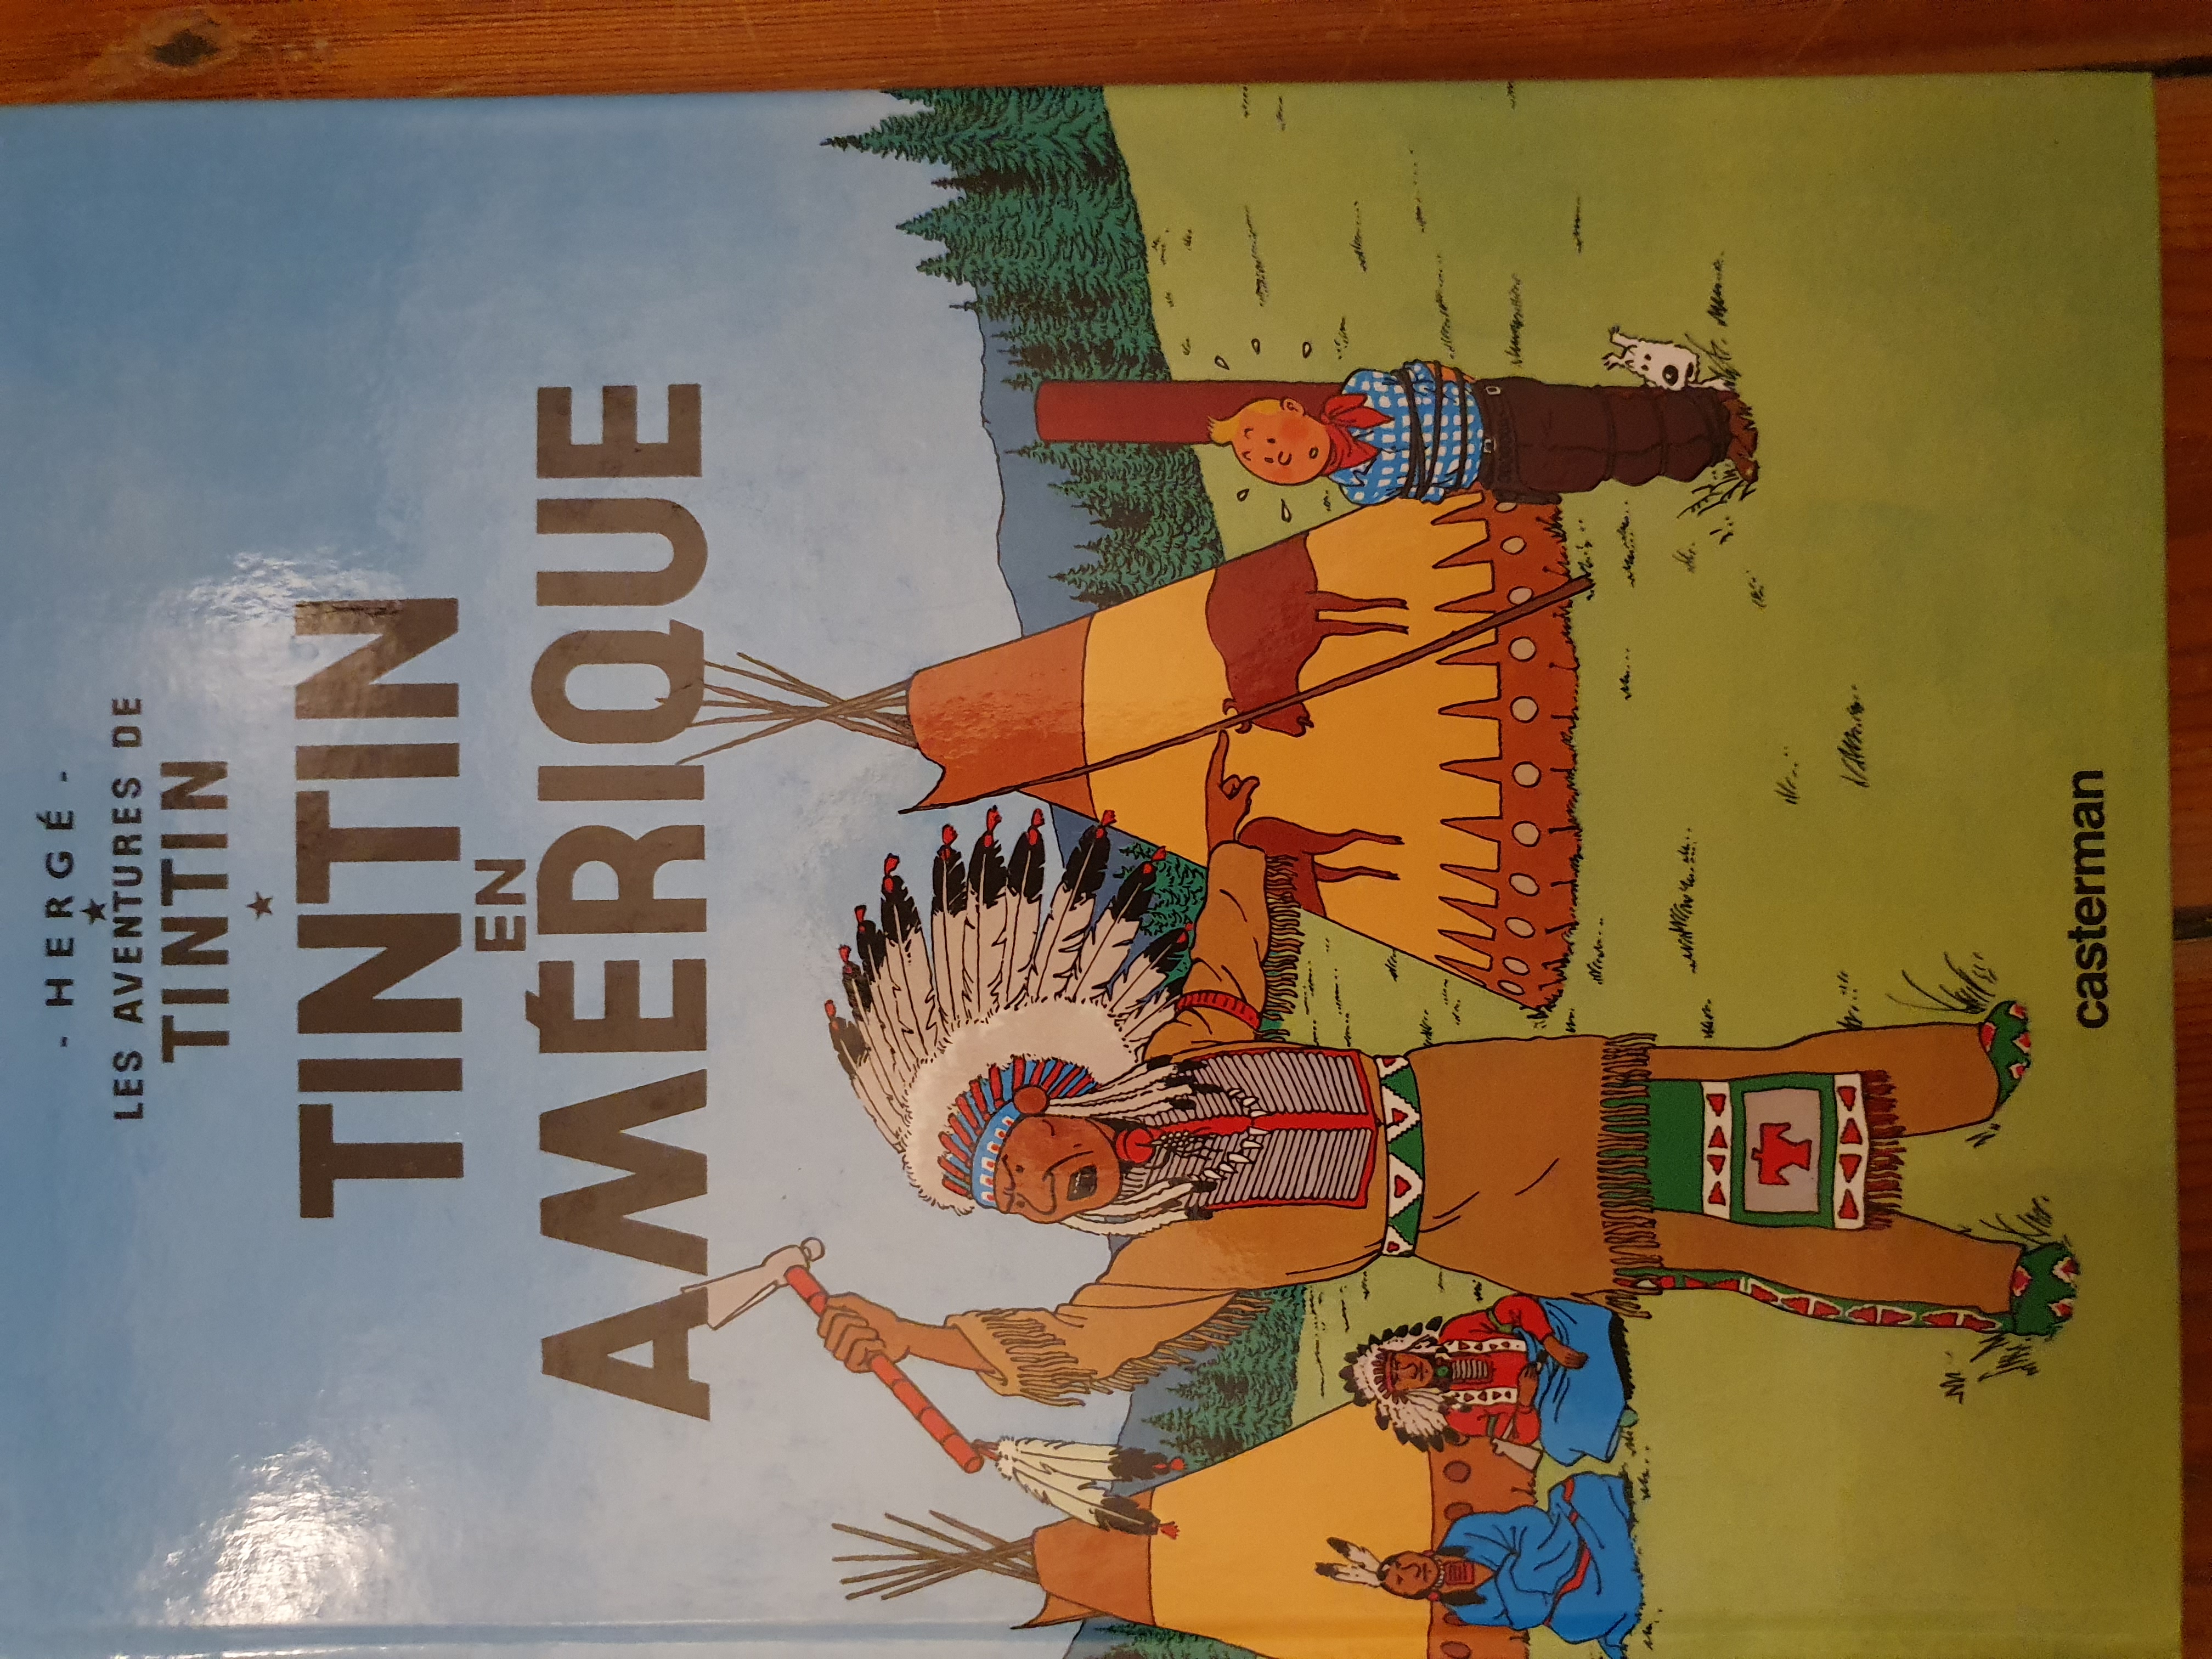 - HERGÉ -
★
LES AVENTURES DE
TINTIN
★
TINTIN
EN
AMÉRIQUE
casterman